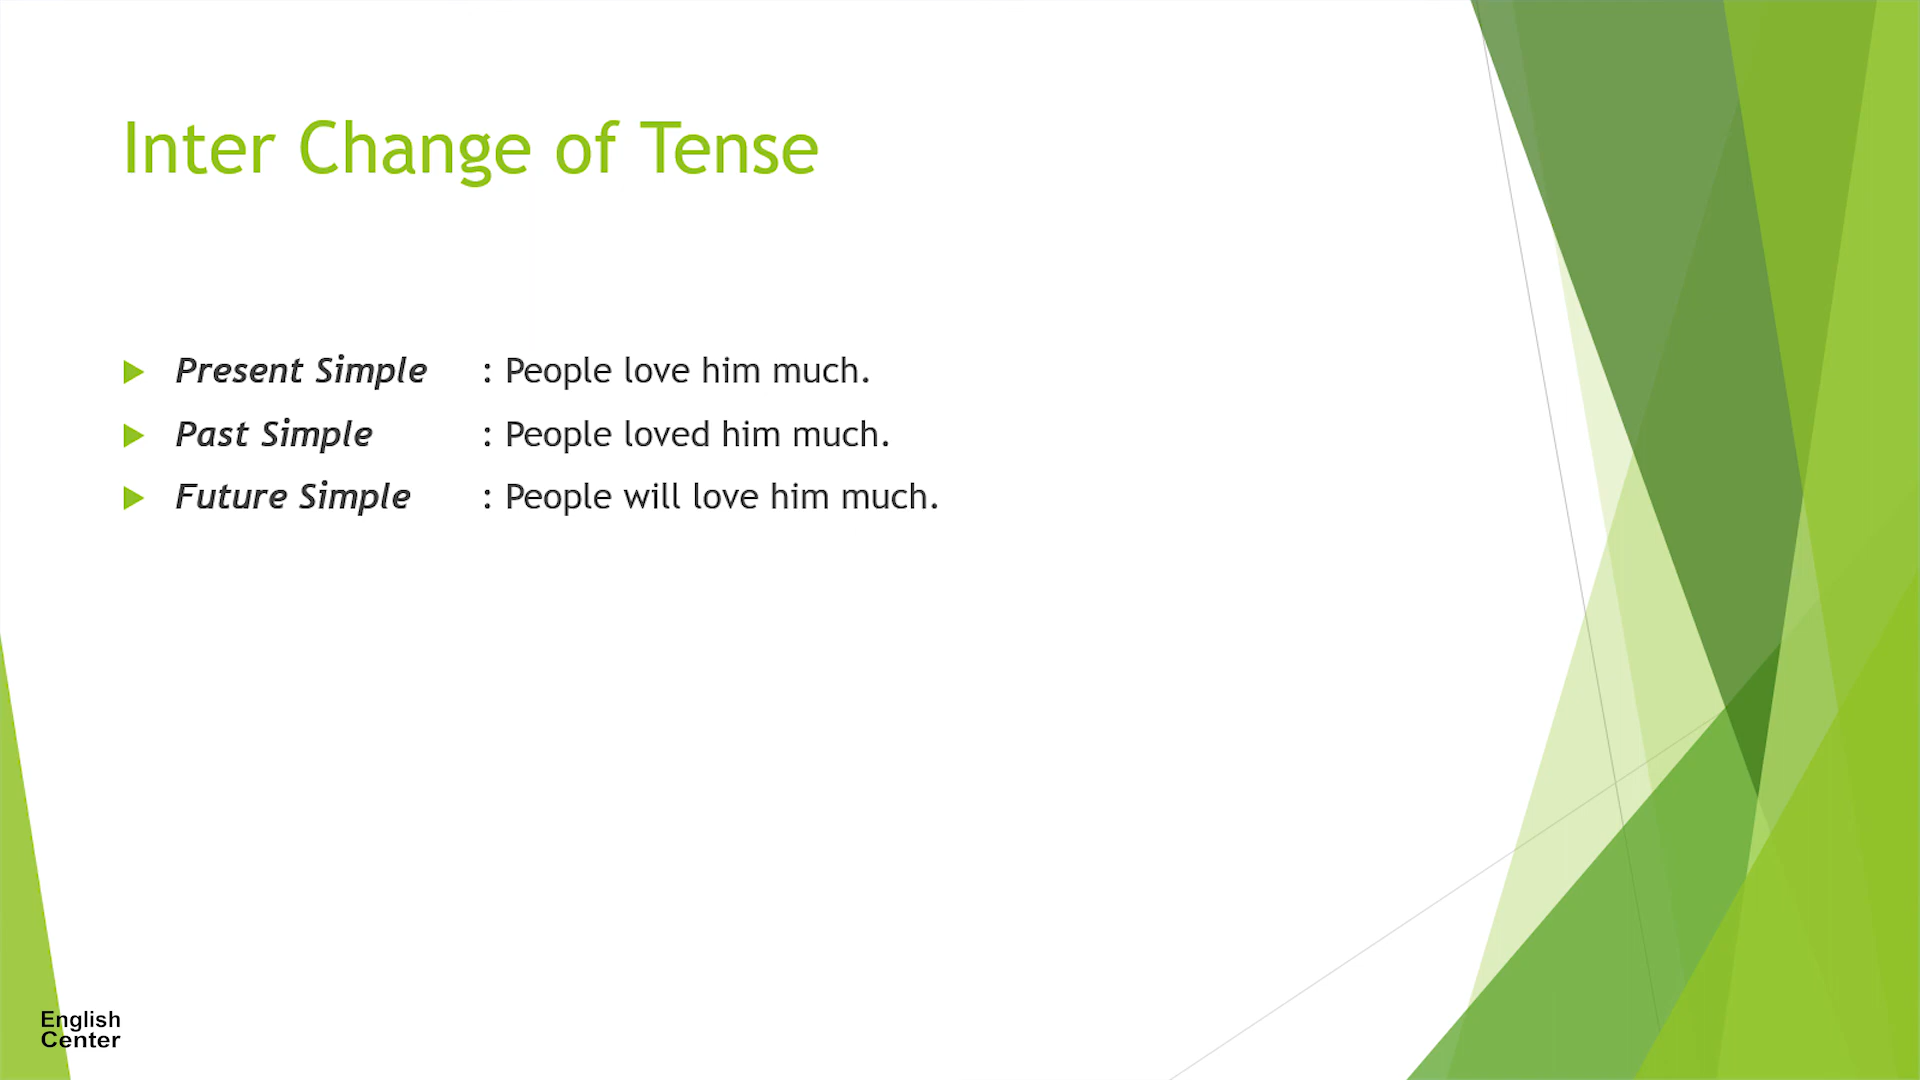 Inter Change of Tense
Present Simple : People love him much.
Past Simple : People loved him much.
Future Simple : People will love him much.
English
Center